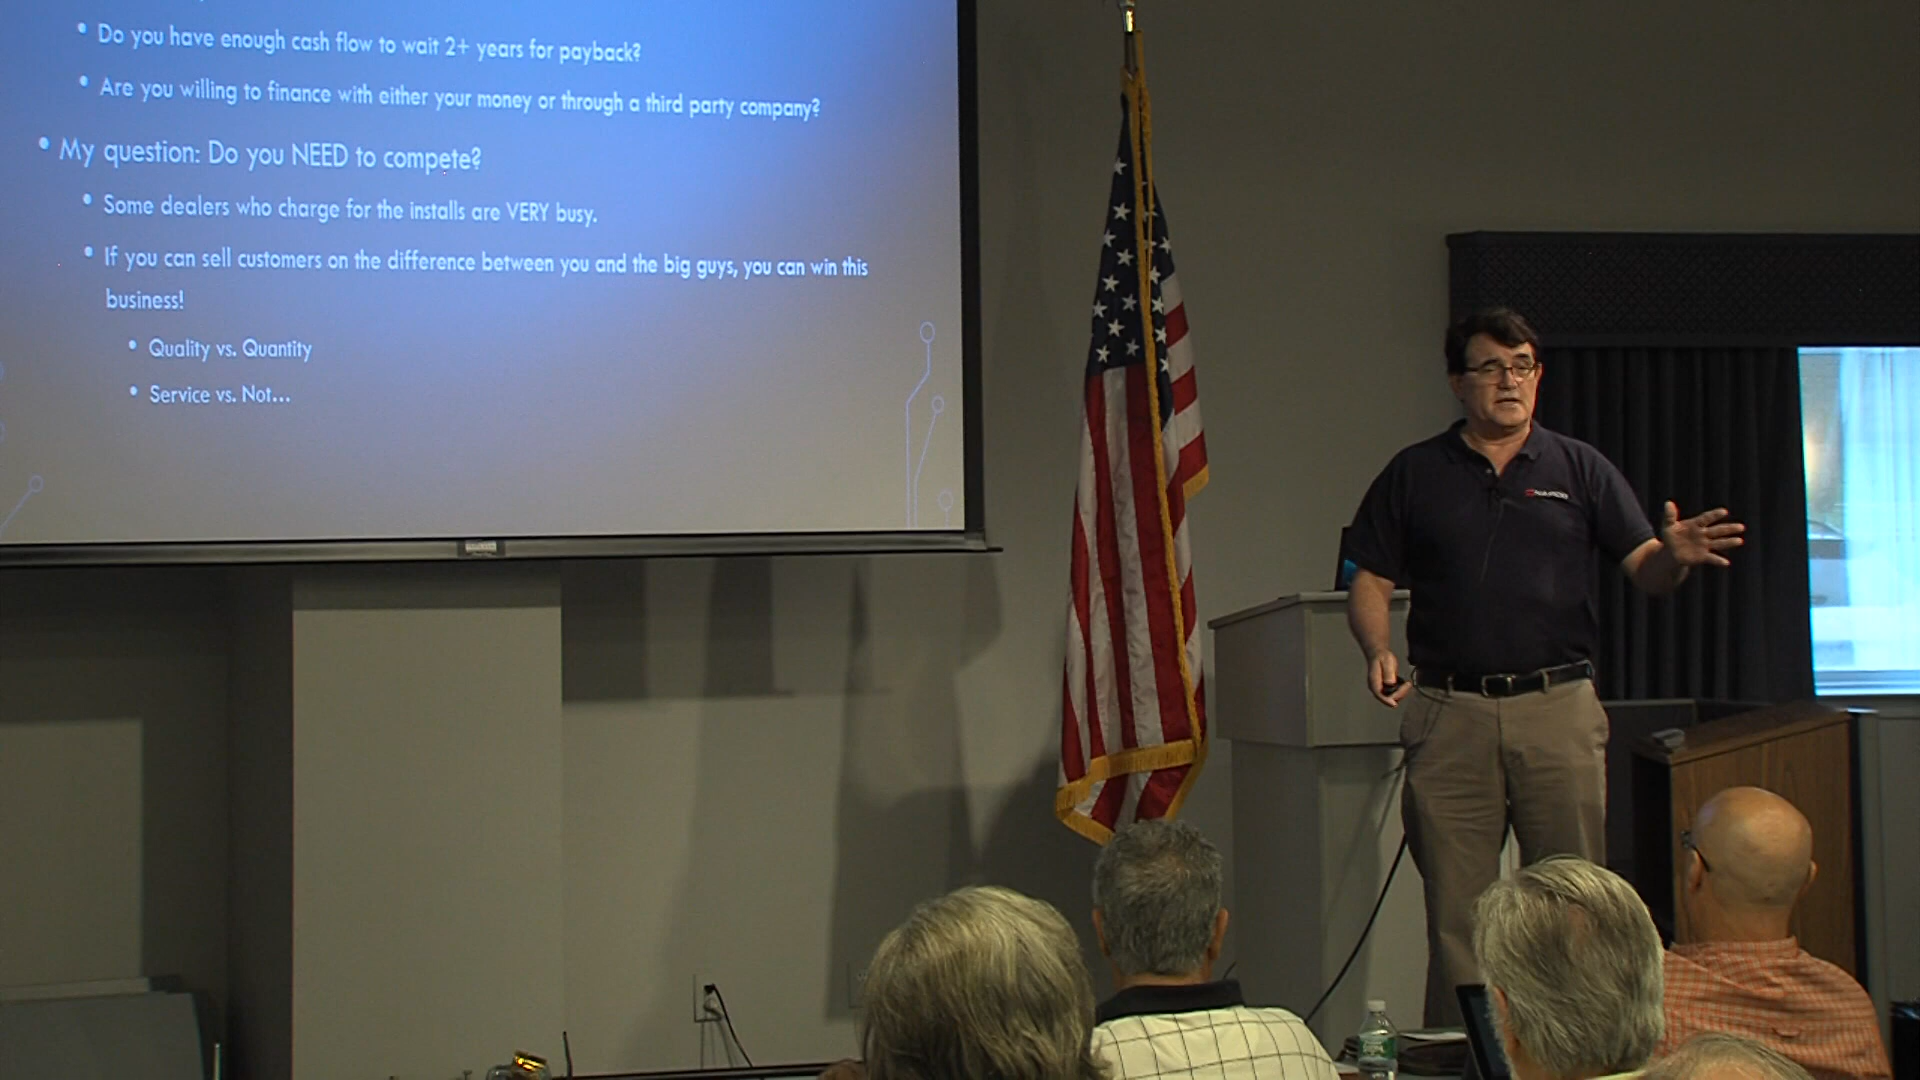 • Do you have enough cash flow to wait 2+ years for payback?
• Are you willing to finance with either your money or through a third party company?
• My question: Do you NEED to compete?
• Some dealers who charge for the installs are VERY busy.
• If you can sell customers on the difference between you and the big guys, you can win this
business!
• Quality vs. Quantity
• Service vs. Not...